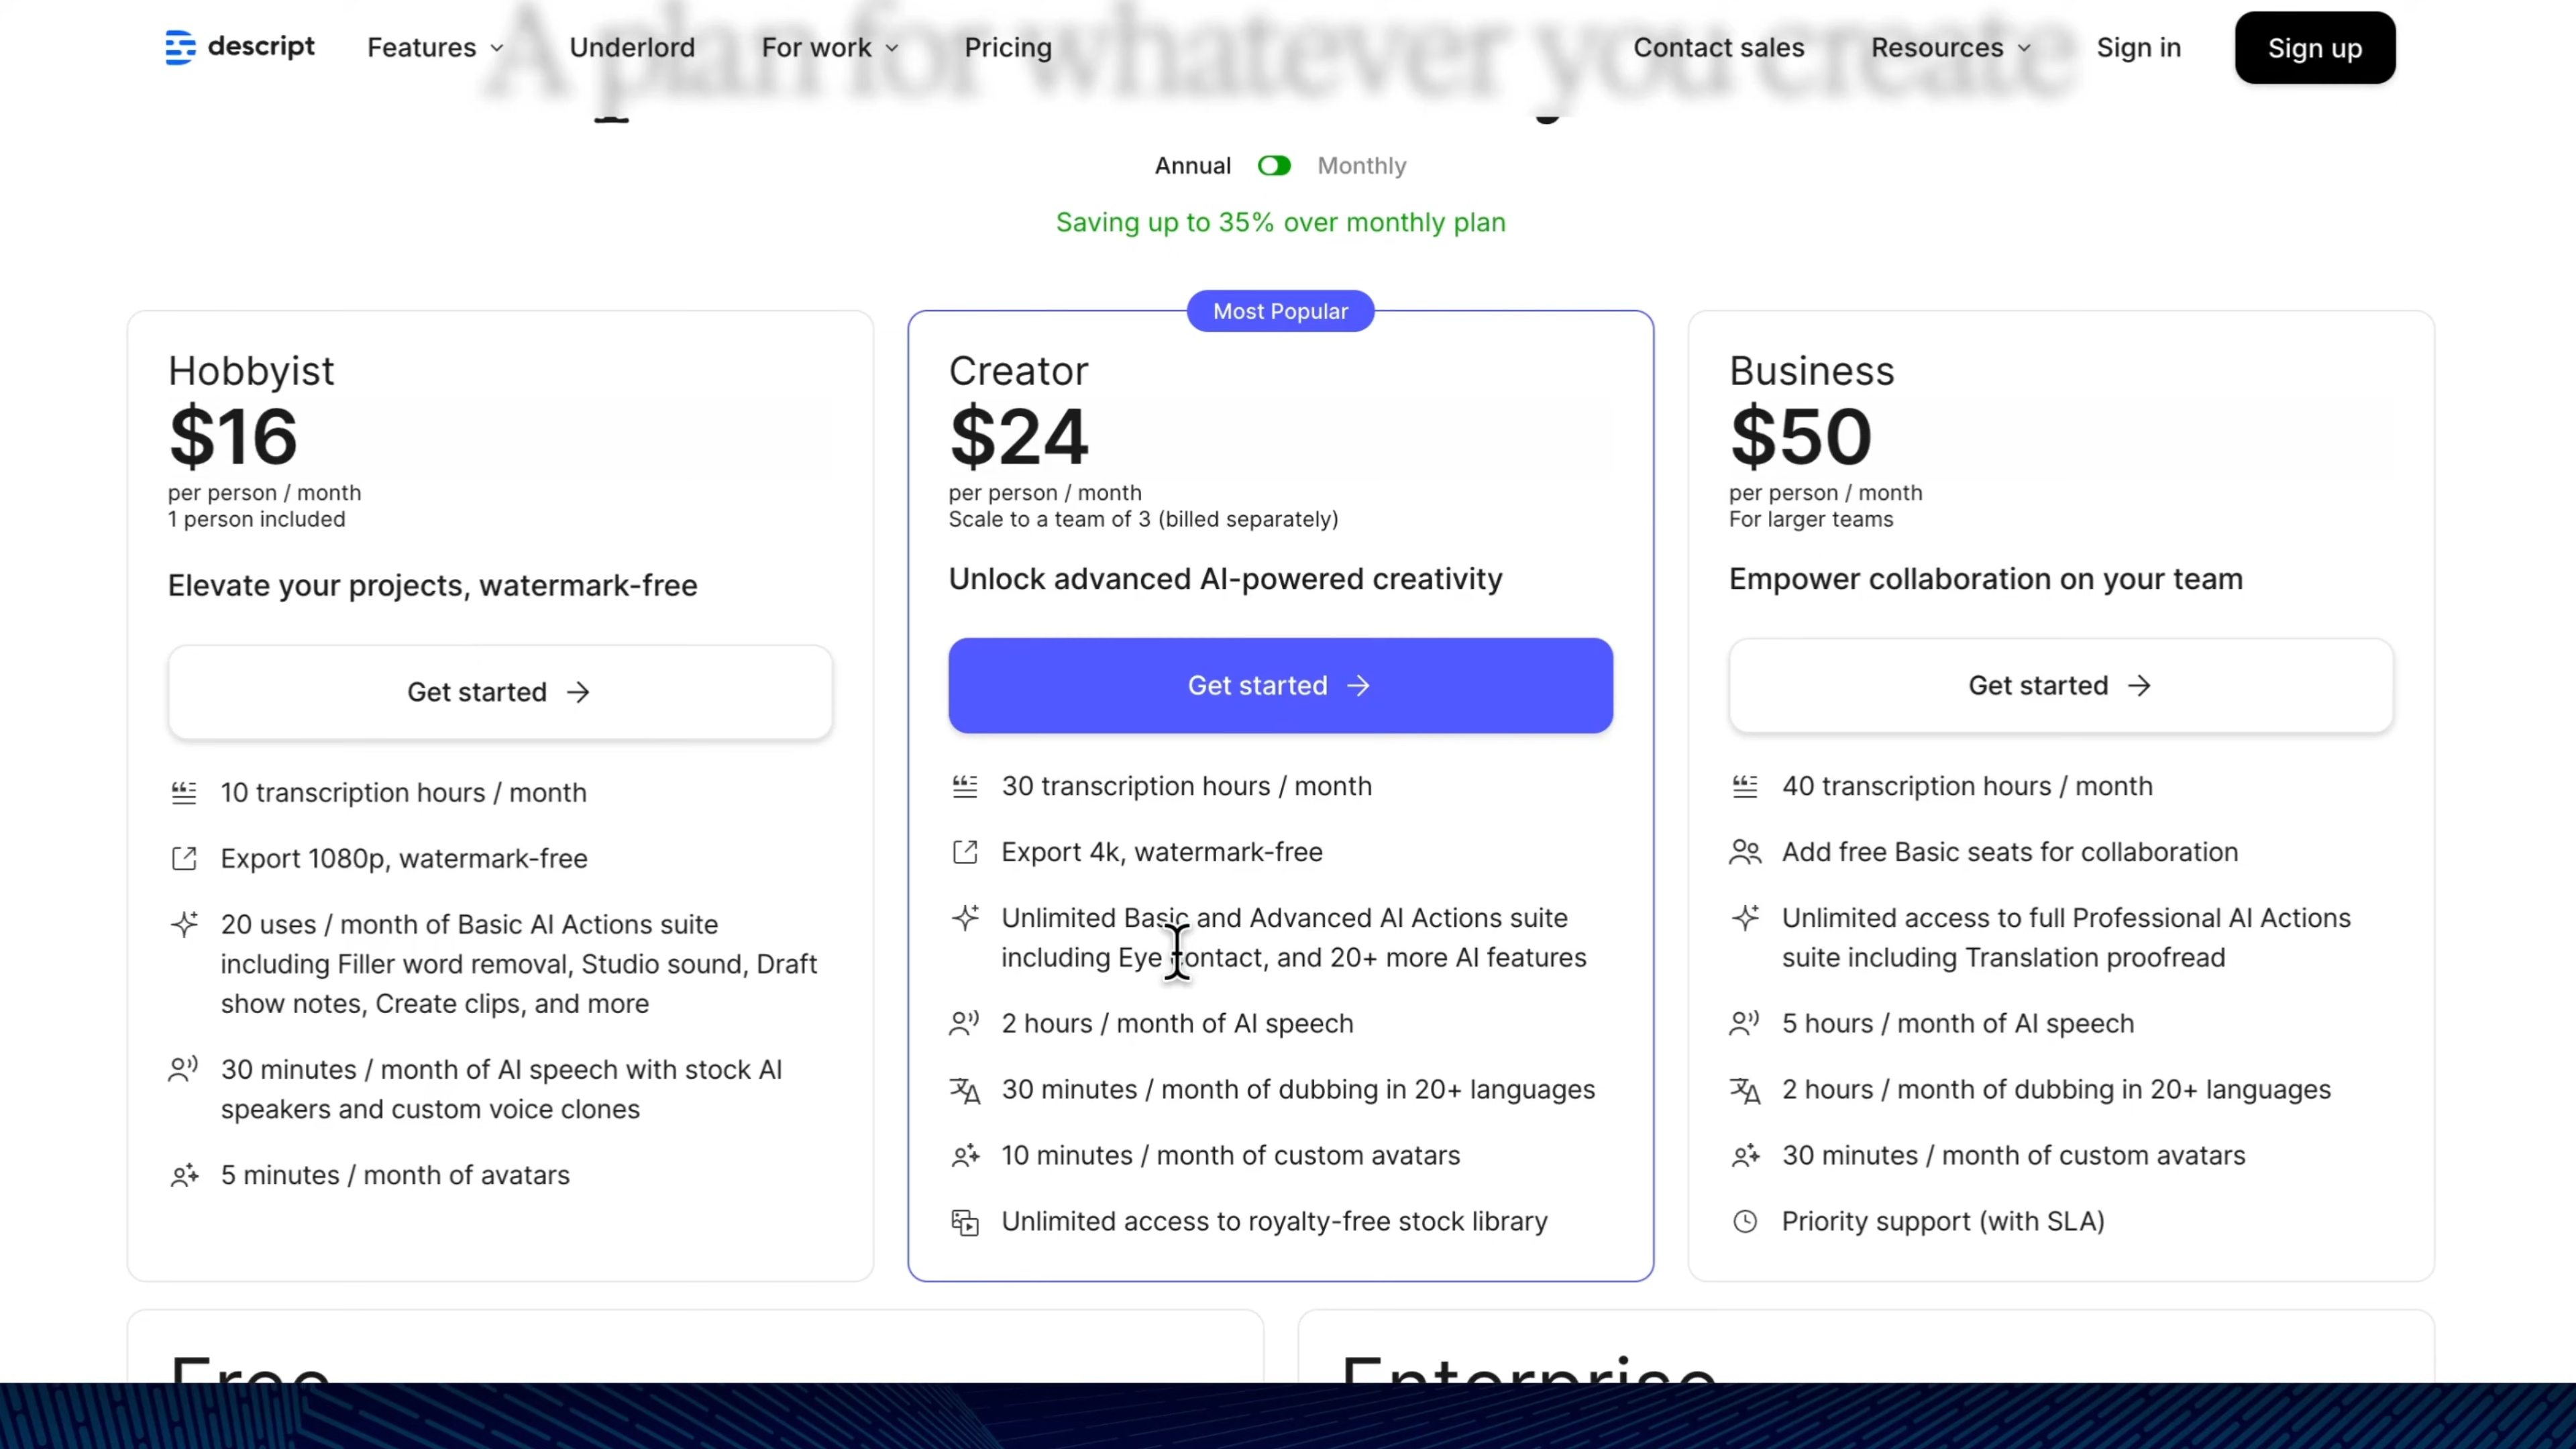 A plan for whatever you create
descript
Features
Underlord
For work
Pricing
Contact sales
Resources
Sign in
Sign up
Annual
Monthly
Saving up to 35% over monthly plan
Hobbyist
$16
per person / month
1 person included
Elevate your projects, watermark-free
Get started →
10 transcription hours / month
Export 1080p, watermark-free
20 uses / month of Basic AI Actions suite
including Filler word removal, Studio sound, Draft
show notes, Create clips, and more
30 minutes / month of AI speech with stock AI
speakers and custom voice clones
5 minutes / month of avatars
Most Popular
Creator
$24
per person / month
Scale to a team of 3 (billed separately)
Unlock advanced AI-powered creativity
Get started →
30 transcription hours / month
Export 4k, watermark-free
Unlimited Basic and Advanced AI Actions suite
including Eye contact, and 20+ more AI features
2 hours / month of AI speech
30 minutes / month of dubbing in 20+ languages
10 minutes / month of custom avatars
Unlimited access to royalty-free stock library
Business
$50
per person / month
For larger teams
Empower collaboration on your team
Get started →
40 transcription hours / month
Add free Basic seats for collaboration
Unlimited access to full Professional AI Actions
suite including Translation proofread
5 hours / month of AI speech
2 hours / month of dubbing in 20+ languages
30 minutes / month of custom avatars
Priority support (with SLA)
Free
Enterprise